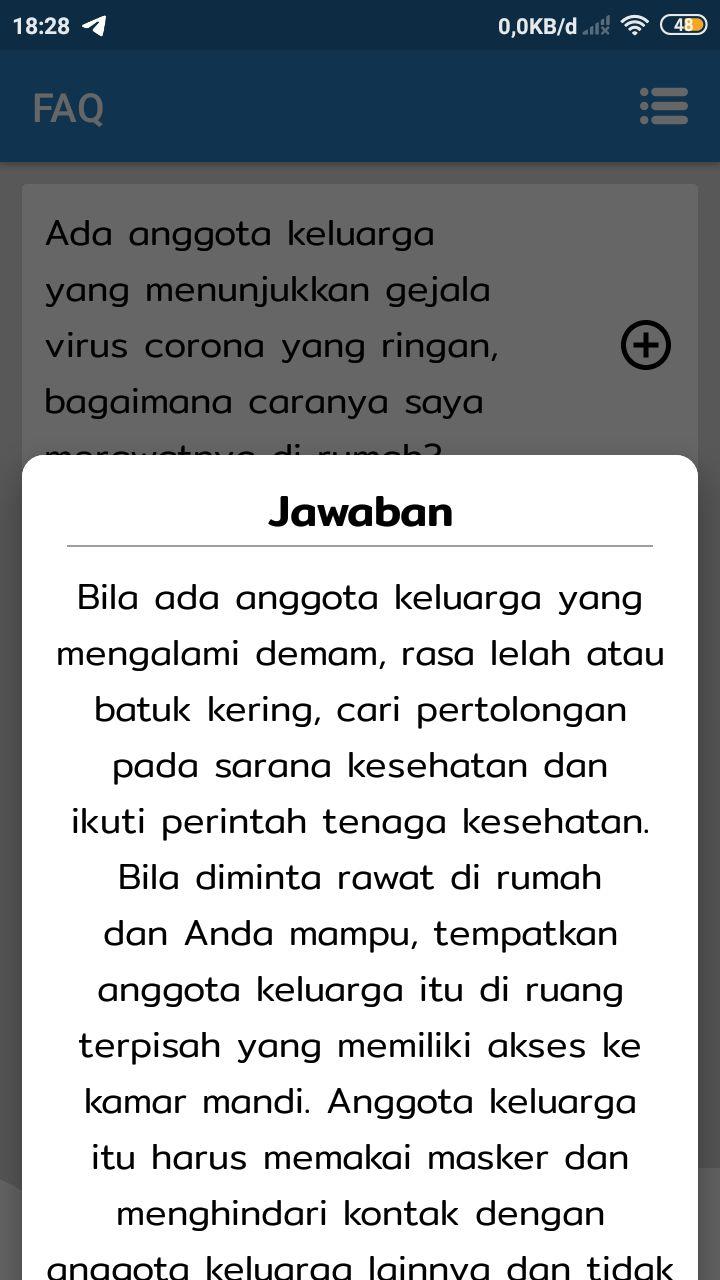 18:28
0,0KB/d
48
FAQ
Ada anggota keluarga
yang menunjukkan gejala
virus corona yang ringan,
bagaimana caranya saya
merawatnya di rumah?
Jawaban
Bila ada anggota keluarga yang
mengalami demam, rasa lelah atau
batuk kering, cari pertolongan
pada sarana kesehatan dan
ikuti perintah tenaga kesehatan.
Bila diminta rawat di rumah
dan Anda mampu, tempatkan
anggota keluarga itu di ruang
terpisah yang memiliki akses ke
kamar mandi. Anggota keluarga
itu harus memakai masker dan
menghindari kontak dengan
anggota keluarga lainnya dan tidak